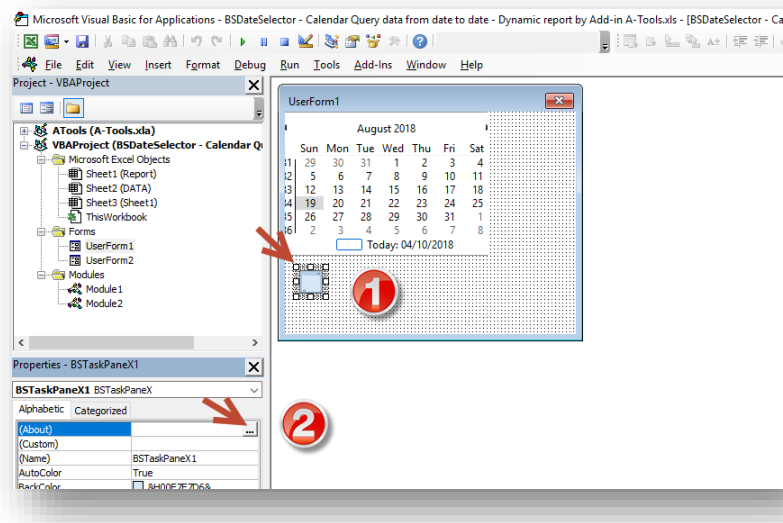 Microsoft Visual Basic for Applications - BSDateSelector - Calendar Query data from date to date - Dynamic report by Add-in A-Tools.xls - [BSDateSelector - Ca
File Edit View Insert Format Debug Run Tools Add-Ins Window Help
Project - VBAProject
ATools (A-Tools.xla)
VBAProject (BSDateSelector - Calendar Qu
Microsoft Excel Objects
Sheet1 (Report)
Sheet2 (DATA)
Sheet3 (Sheet1)
ThisWorkbook
Forms
UserForm1
UserForm2
Modules
Module1
Module2
Properties - BSTaskPaneX1
BSTaskPaneX1 BSTaskPaneX
Alphabetic Categorized
(About) ...
(Custom)
(Name) BSTaskPaneX1
AutoColor True
BackColor &H00E7E7D6&
UserForm1
August 2018
Sun Mon Tue Wed Thu Fri Sat
31 29 30 31 1 2 3 4
32 5 6 7 8 9 10 11
33 12 13 14 15 16 17 18
34 19 20 21 22 23 24 25
35 26 27 28 29 30 31 1
36 2 3 4 5 6 7 8
Today: 04/10/2018
1
2